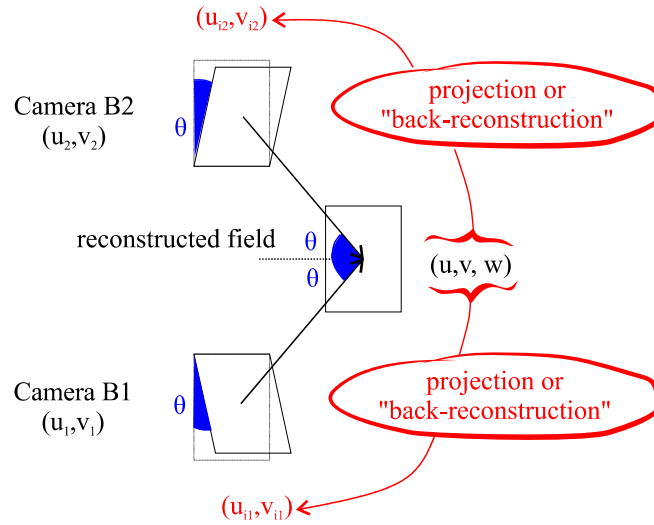 (u_i2,v_i2)
projection or
"back-reconstruction"
Camera B2
(u_2,v_2)
θ
reconstructed field
θ
θ
(u,v, w)
Camera B1
(u_1,v_1)
θ
projection or
"back-reconstruction"
(u_i1,v_i1)